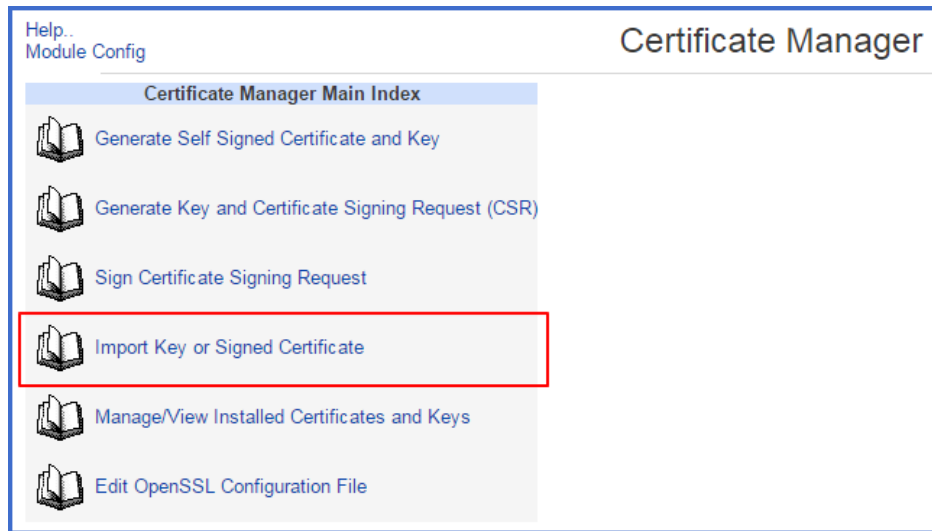 Help..
Module Config
Certificate Manager
Certificate Manager Main Index
Generate Self Signed Certificate and Key
Generate Key and Certificate Signing Request (CSR)
Sign Certificate Signing Request
Import Key or Signed Certificate
Manage/View Installed Certificates and Keys
Edit OpenSSL Configuration File